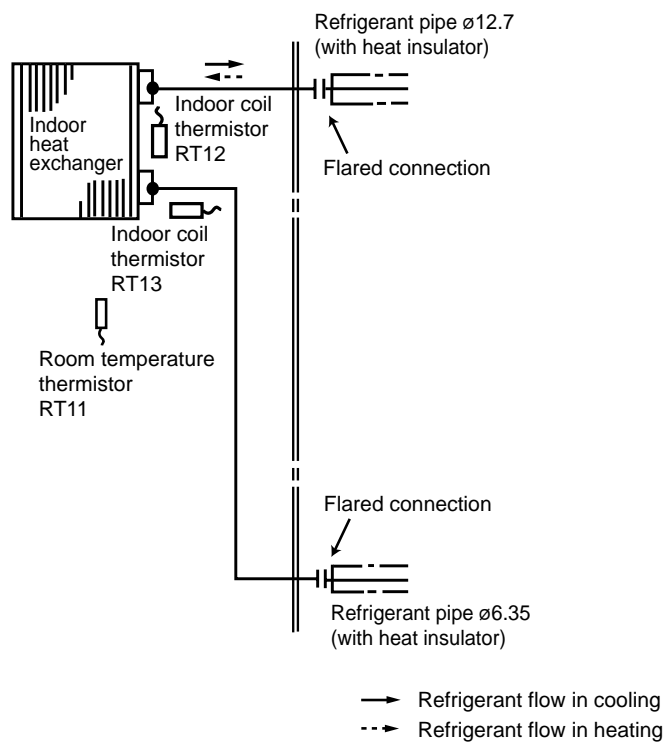 Refrigerant pipe ø12.7
(with heat insulator)
Indoor
heat
exchanger
Indoor coil
thermistor
RT12
Flared connection
Indoor coil
thermistor
RT13
Room temperature
thermistor
RT11
Flared connection
Refrigerant pipe ø6.35
(with heat insulator)
Refrigerant flow in cooling
Refrigerant flow in heating